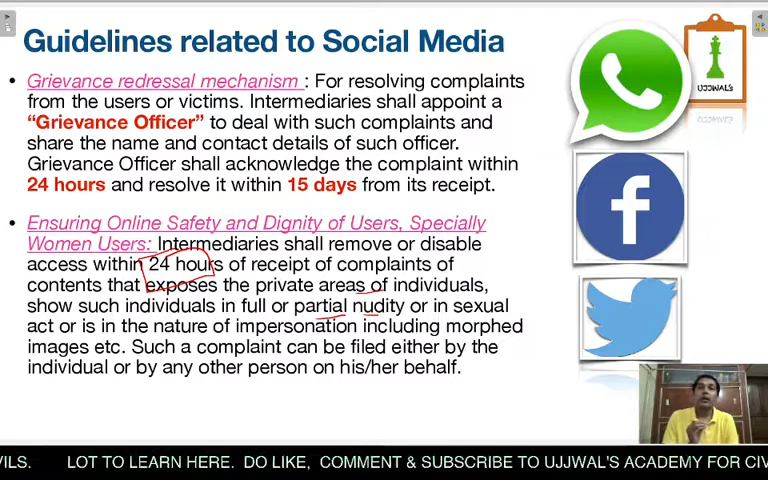 Guidelines related to Social Media
UJJWAL'S
• Grievance redressal mechanism : For resolving complaints
from the users or victims. Intermediaries shall appoint a
“Grievance Officer” to deal with such complaints and
share the name and contact details of such officer.
Grievance Officer shall acknowledge the complaint within
24 hours and resolve it within 15 days from its receipt.
• Ensuring Online Safety and Dignity of Users, Specially
Women Users: Intermediaries shall remove or disable
access within 24 hours of receipt of complaints of
contents that exposes the private areas of individuals,
show such individuals in full or partial nudity or in sexual
act or is in the nature of impersonation including morphed
images etc. Such a complaint can be filed either by the
individual or by any other person on his/her behalf.
VILS. LOT TO LEARN HERE. DO LIKE, COMMENT & SUBSCRIBE TO UJJWAL'S ACADEMY FOR CIV